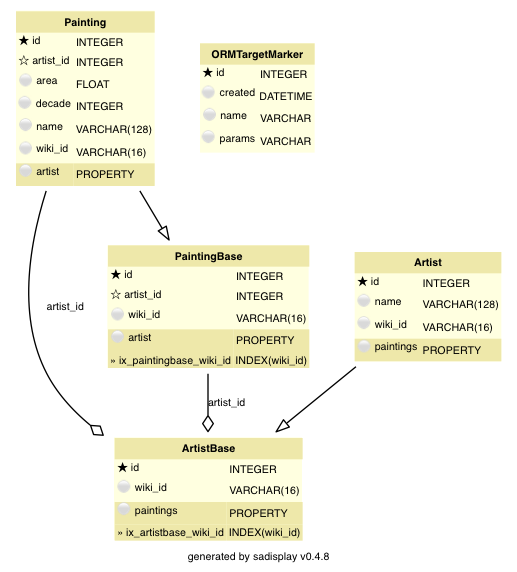 Painting
★ id INTEGER
☆ artist_id INTEGER
area FLOAT
decade INTEGER
name VARCHAR(128)
wiki_id VARCHAR(16)
artist PROPERTY
ORMTargetMarker
★ id INTEGER
created DATETIME
name VARCHAR
params VARCHAR
PaintingBase
★ id INTEGER
☆ artist_id INTEGER
wiki_id VARCHAR(16)
artist PROPERTY
» ix_paintingbase_wiki_id INDEX(wiki_id)
Artist
★ id INTEGER
name VARCHAR(128)
wiki_id VARCHAR(16)
paintings PROPERTY
artist_id
artist_id
ArtistBase
★ id INTEGER
wiki_id VARCHAR(16)
paintings PROPERTY
» ix_artistbase_wiki_id INDEX(wiki_id)
generated by sadisplay v0.4.8